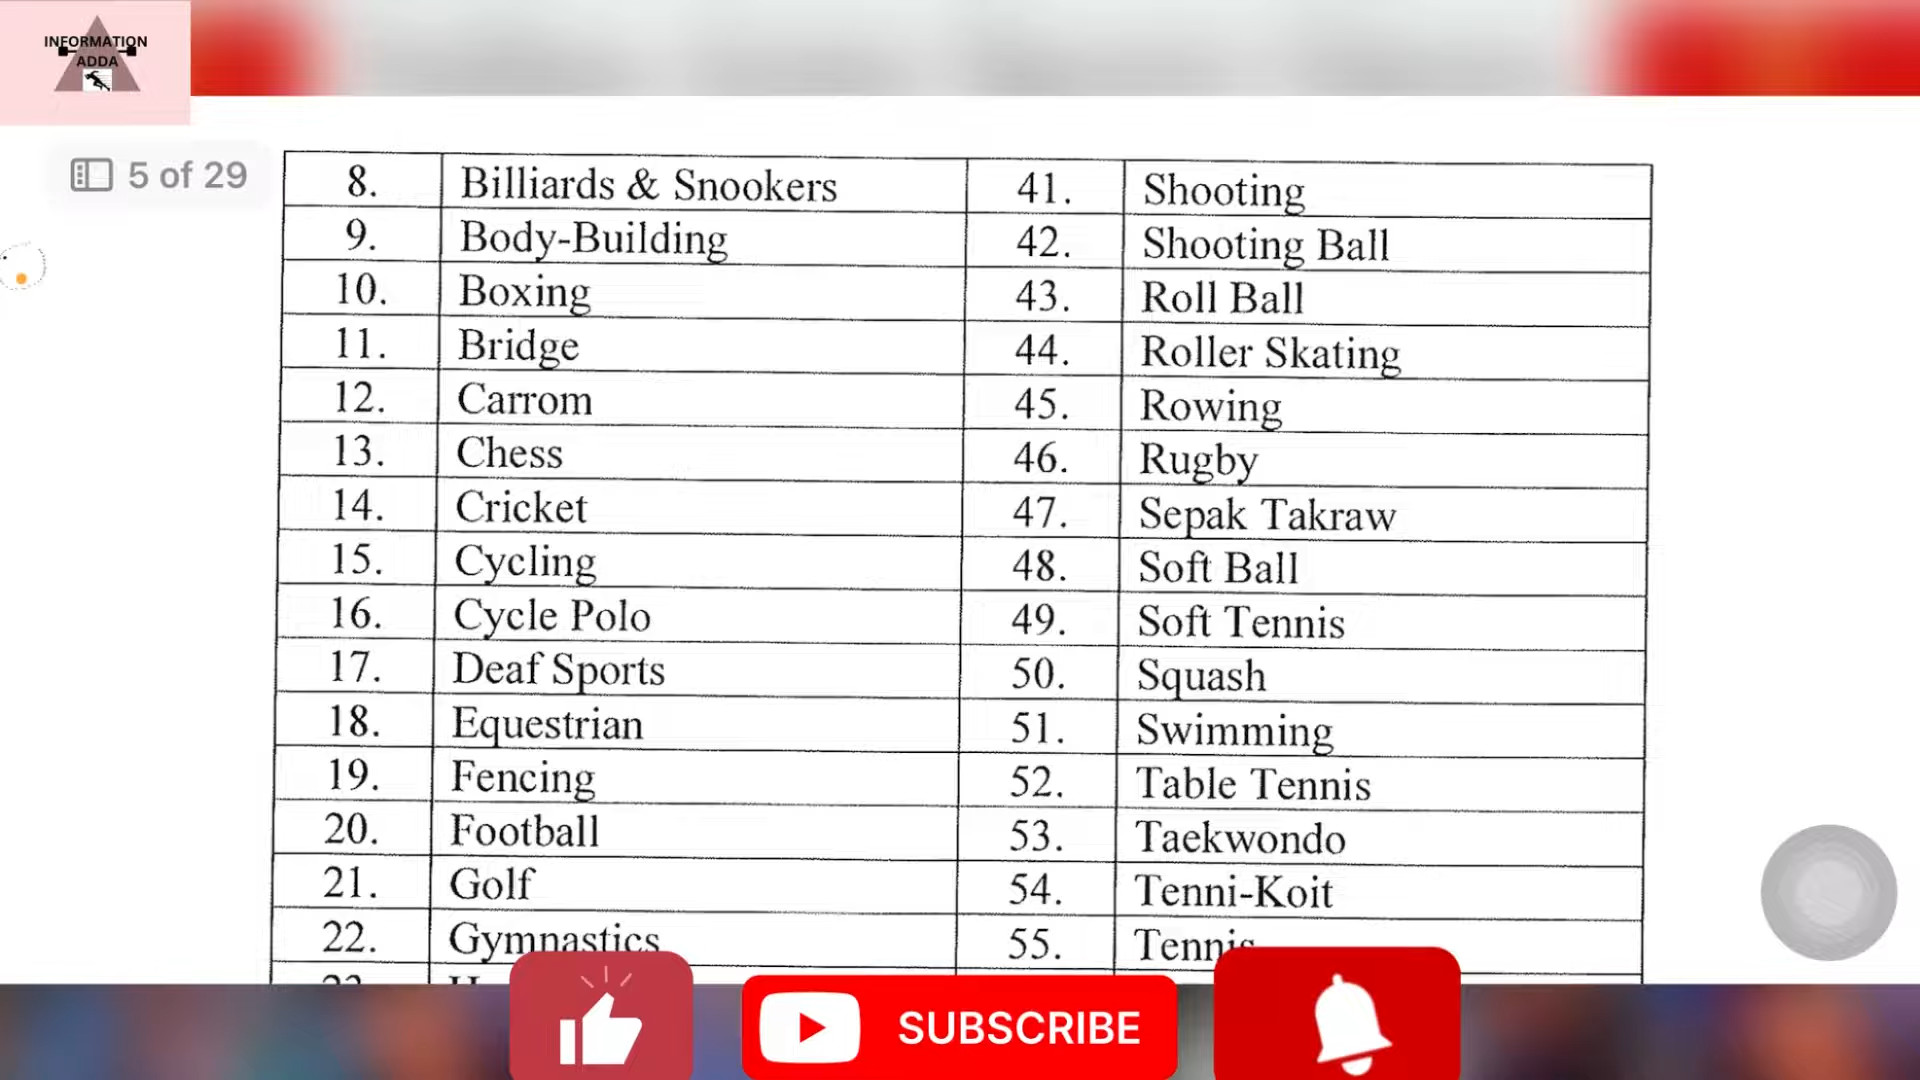 INFORMATION
ADDA
5 of 29
8. Billiards & Snookers 41. Shooting
9. Body-Building 42. Shooting Ball
10. Boxing 43. Roll Ball
11. Bridge 44. Roller Skating
12. Carrom 45. Rowing
13. Chess 46. Rugby
14. Cricket 47. Sepak Takraw
15. Cycling 48. Soft Ball
16. Cycle Polo 49. Soft Tennis
17. Deaf Sports 50. Squash
18. Equestrian 51. Swimming
19. Fencing 52. Table Tennis
20. Football 53. Taekwondo
21. Golf 54. Tenni-Koit
22. Gymnastics 55. Tennis
SUBSCRIBE